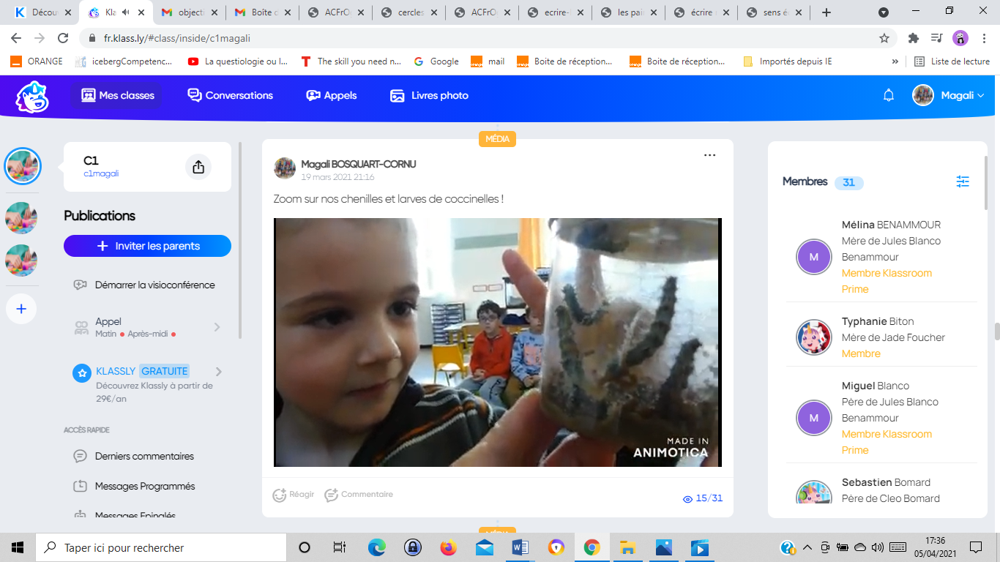 Décou
Kla
objecti
Boîte d
ACFrO
cercles
ACFrO
ecrire-l
les pai
écrire
sens é
fr.klass.ly/#class/inside/c1magali
ORANGE
icebergCompetenc...
La questiologie ou l...
The skill you need n...
Google
mail
Boite de réception...
Boite de réception...
Importés depuis IE
»
Liste de lecture
Mes classes
Conversations
Appels
Livres photo
Magali
C1
c1magali
Publications
+ Inviter les parents
Démarrer la visioconférence
Appel
Matin Après-midi
KLASSLY GRATUITE
Découvrez Klassly à partir de
29€/an
ACCÈS RAPIDE
Derniers commentaires
Messages Programmés
Messages Epinglés
MÉDIA
Magali BOSQUART-CORNU
19 mars 2021 21:16
Zoom sur nos chenilles et larves de coccinelles !
MADE IN
ANIMOTICA
Réagir
Commentaire
15/31
MÉDIA
Membres 31
Mélina BENAMMOUR
Mère de Jules Blanco
Benammour
Membre Klassroom
Prime
M
Typhanie Biton
Mère de Jade Foucher
Membre
Miguel Blanco
Père de Jules Blanco
Benammour
Membre Klassroom
Prime
M
Sebastien Bomard
Père de Cleo Bomard
Taper ici pour rechercher
17:36
05/04/2021